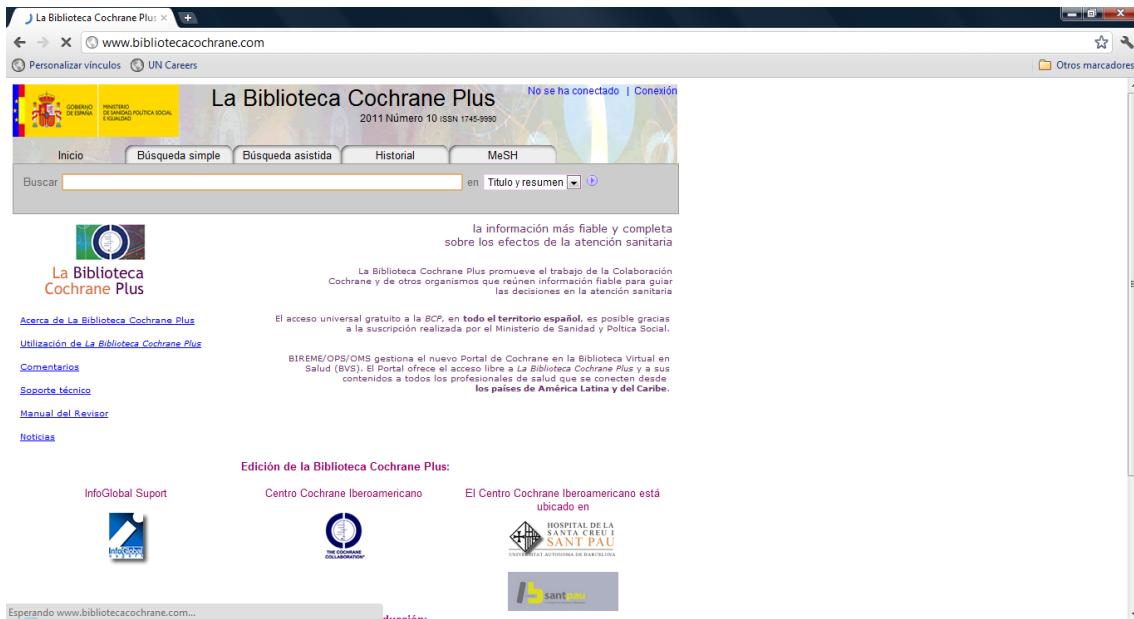 La Biblioteca Cochrane Plus
www.bibliotecacochrane.com
Personalizar vínculos UN Careers Otros marcadores
GOBIERNO DE ESPAÑA
MINISTERIO DE SANIDAD, POLÍTICA SOCIAL E IGUALDAD
La Biblioteca Cochrane Plus
No se ha conectado | Conexión
2011 Número 10 ISSN 1745-9990
Inicio Búsqueda simple Búsqueda asistida Historial MeSH
Buscar en Titulo y resumen
la información más fiable y completa
sobre los efectos de la atención sanitaria
La Biblioteca
Cochrane Plus
La Biblioteca Cochrane Plus promueve el trabajo de la Colaboración
Cochrane y de otros organismos que reúnen información fiable para guiar
las decisiones en la atención sanitaria
Acerca de La Biblioteca Cochrane Plus
Utilización de La Biblioteca Cochrane Plus
Comentarios
Soporte técnico
Manual del Revisor
Noticias
El acceso universal gratuito a la BCP, en todo el territorio español, es posible gracias
a la suscripción realizada por el Ministerio de Sanidad y Poltica Social.
BIREME/OPS/OMS gestiona el nuevo Portal de Cochrane en la Biblioteca Virtual en
Salud (BVS). El Portal ofrece el acceso libre a La Biblioteca Cochrane Plus y a sus
contenidos a todos los profesionales de salud que se conecten desde
los países de América Latina y del Caribe.
Edición de la Biblioteca Cochrane Plus:
InfoGlobal Suport
Centro Cochrane Iberoamericano
El Centro Cochrane Iberoamericano está
ubicado en
InfoGlobal
Suport
THE COCHRANE
COLLABORATION®
HOSPITAL DE LA
SANTA CREU I
SANT PAU
UNIVERSITAT AUTÒNOMA DE BARCELONA
santpau
Esperando www.bibliotecacochrane.com...